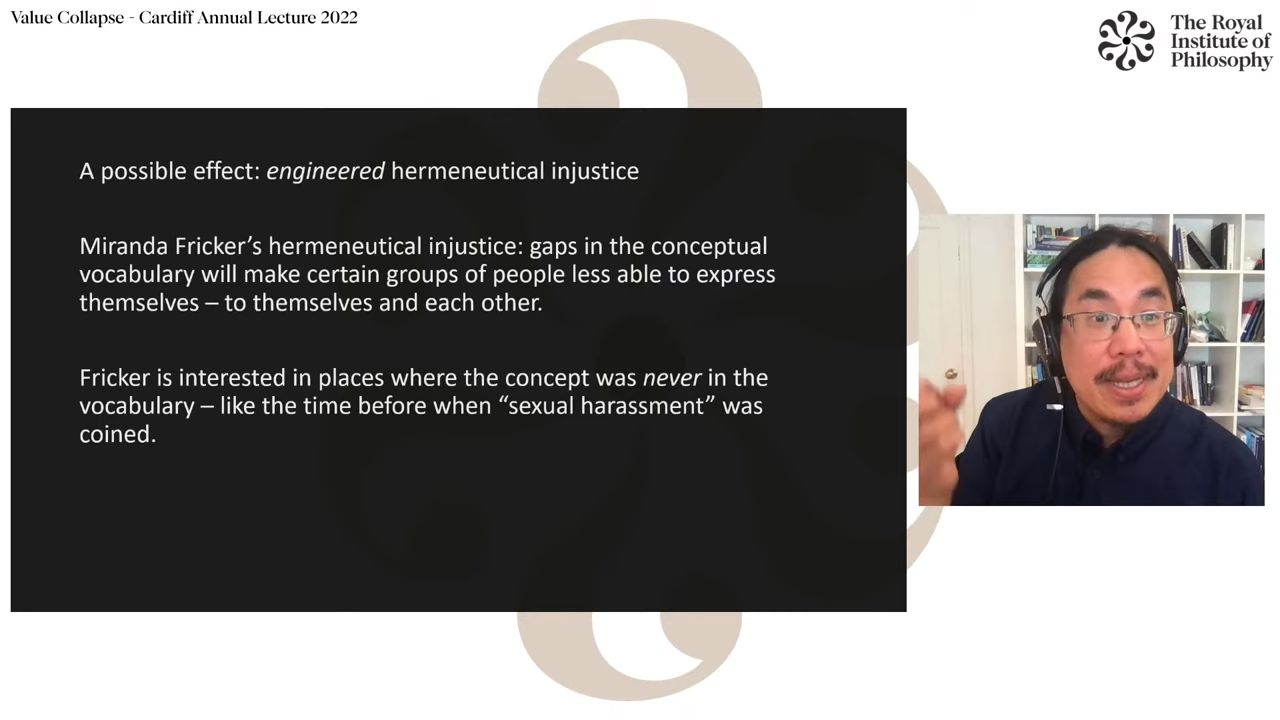 Value Collapse - Cardiff Annual Lecture 2022
The Royal
Institute of
Philosophy
A possible effect: engineered hermeneutical injustice
Miranda Fricker’s hermeneutical injustice: gaps in the conceptual
vocabulary will make certain groups of people less able to express
themselves – to themselves and each other.
Fricker is interested in places where the concept was never in the
vocabulary – like the time before when “sexual harassment” was
coined.